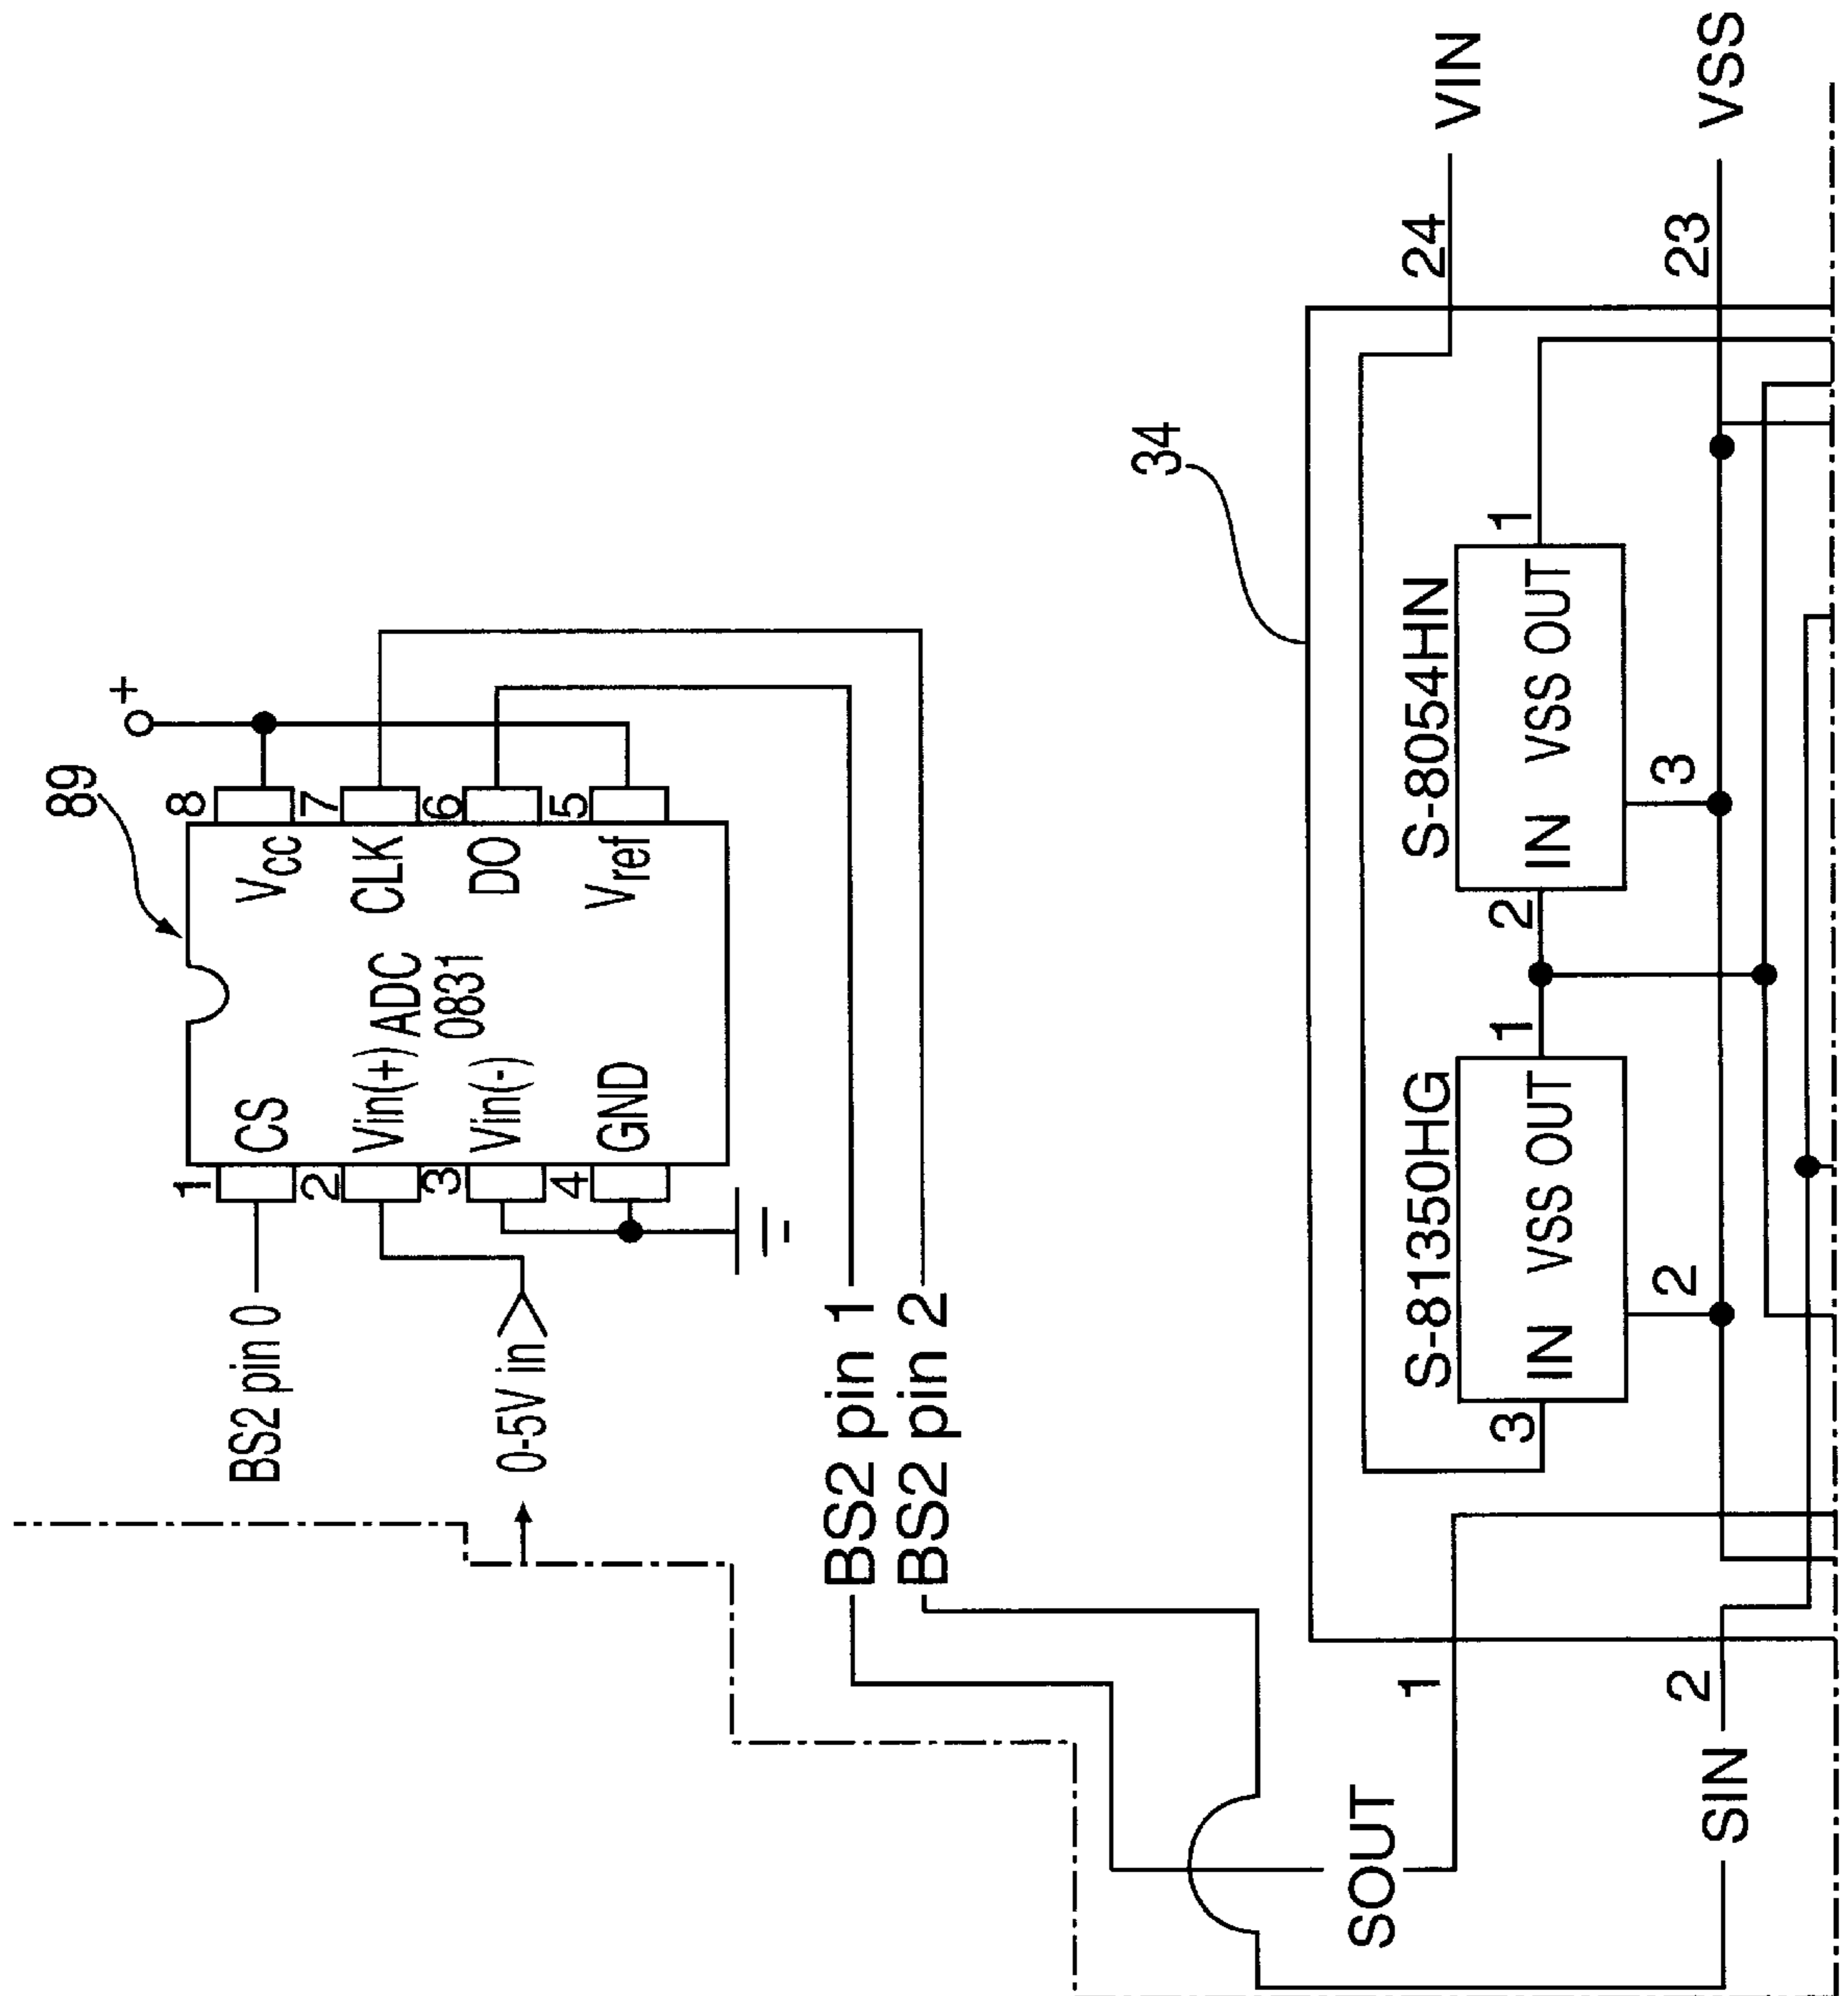 89
+
1
CS
8
Vcc
2
Vin(+)
7
CLK
ADC
0831
3
Vin(-)
6
DO
4
GND
5
Vref
BS2 pin 0
0-5V in
BS2 pin 1
BS2 pin 2
34
24
VIN
23
VSS
S-81350HG
3
IN VSS OUT
1
2
S-8054HN
2
IN VSS OUT
1
3
SOUT
1
SIN
2